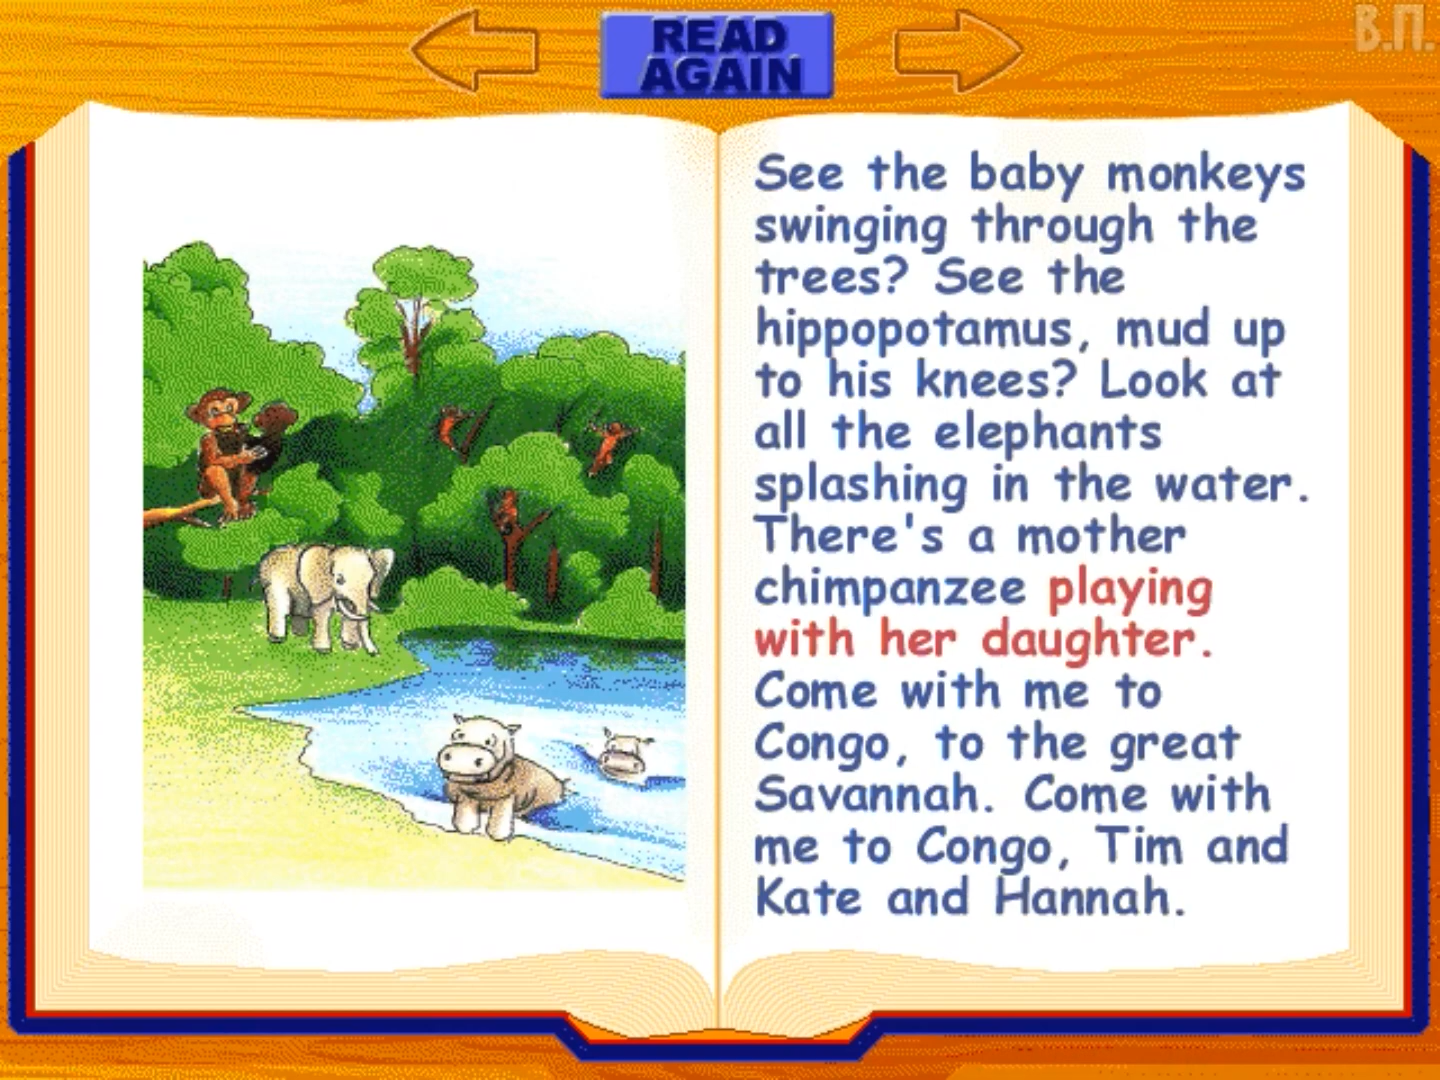 READ
AGAIN
В.П.
See the baby monkeys
swinging through the
trees? See the
hippopotamus, mud up
to his knees? Look at
all the elephants
splashing in the water.
There's a mother
chimpanzee playing
with her daughter.
Come with me to
Congo, to the great
Savannah. Come with
me to Congo, Tim and
Kate and Hannah.